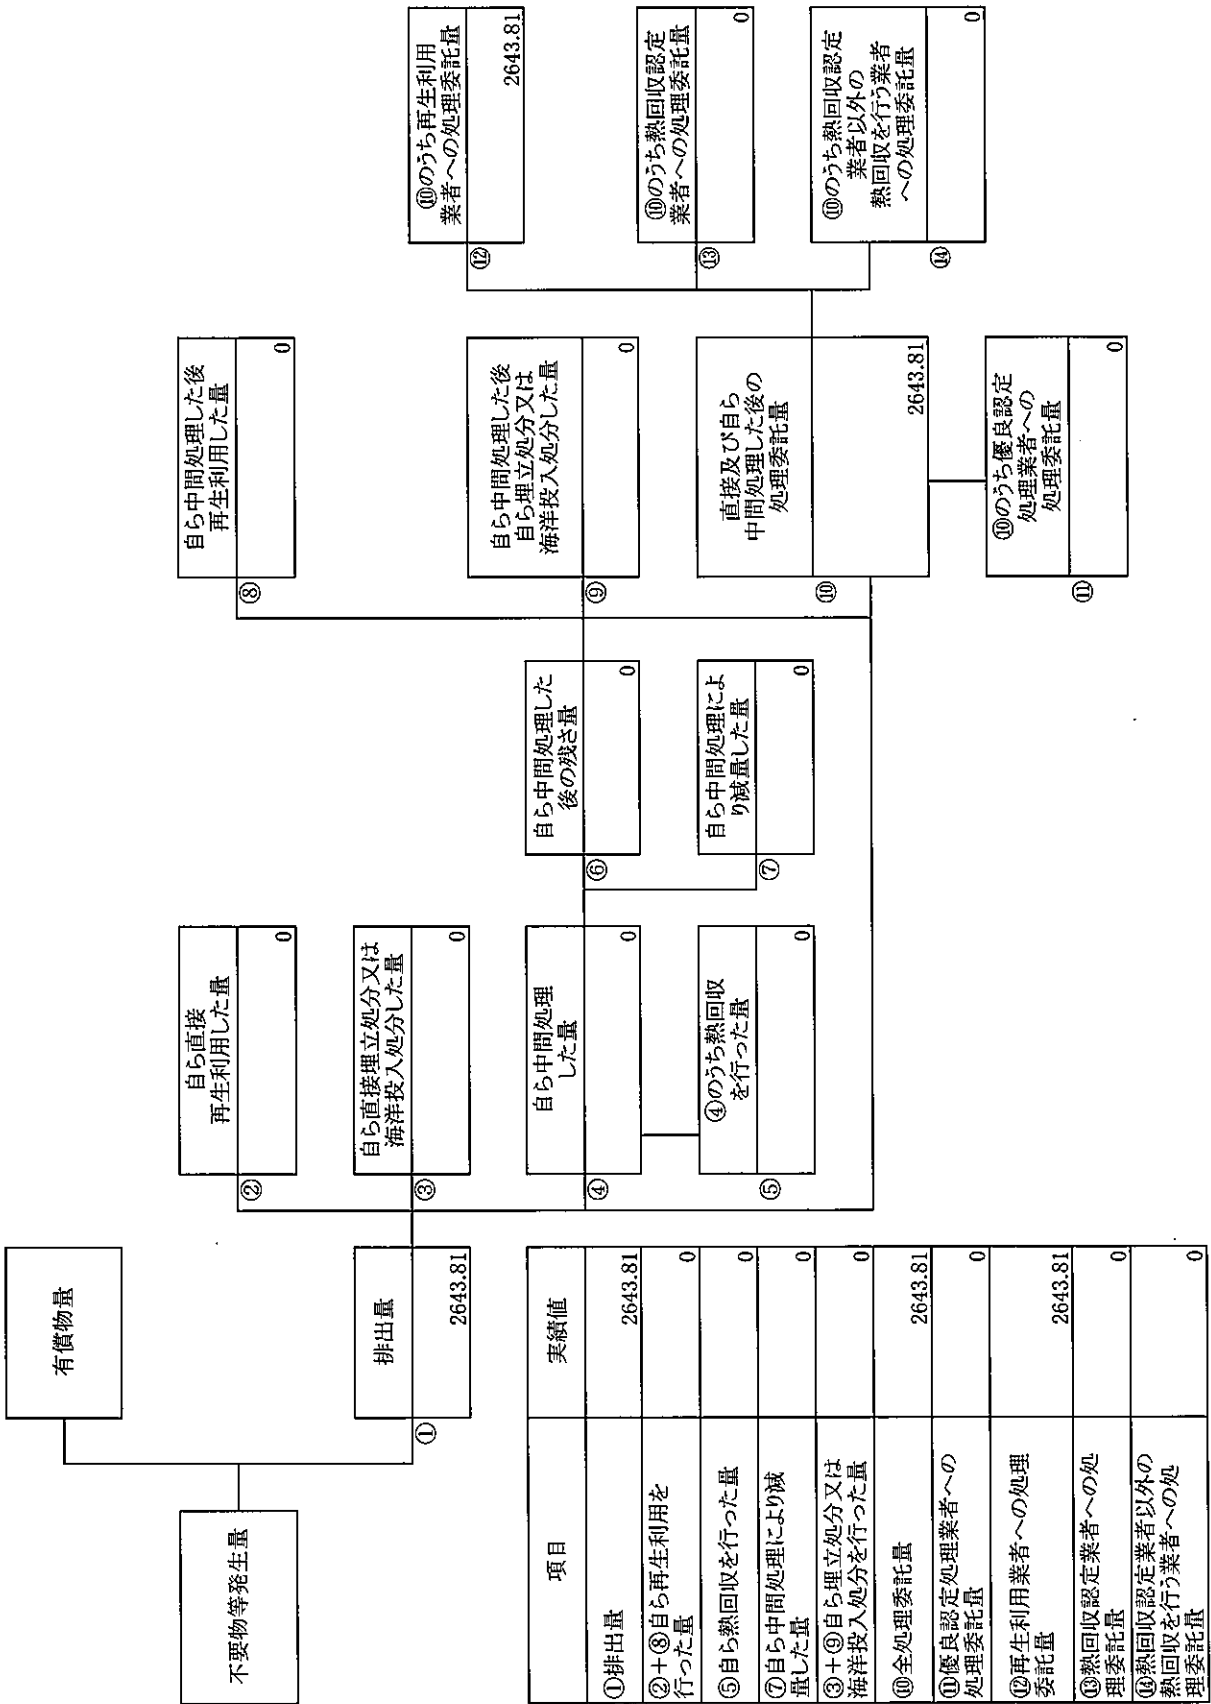 不要物等発生量
有償物量
①
排出量
2643.81
②
自ら直接
再生利用した量
0
③
自ら直接埋立処分又は
海洋投入処分した量
0
④
自ら中間処理
した量
0
⑤
④のうち熱回収
を行った量
0
⑥
自ら中間処理した
後の残さ量
0
⑦
自ら中間処理によ
り減量した量
0
⑧
自ら中間処理した後
再生利用した量
0
⑨
自ら中間処理した後
自ら埋立処分又は
海洋投入処分した量
0
⑩
直接及び自ら
中間処理した後の
処理委託量
2643.81
⑪
⑩のうち優良認定
処理業者への
処理委託量
0
⑫
⑩のうち再生利用
業者への処理委託量
2643.81
⑬
⑩のうち熱回収認定
業者への処理委託量
0
⑭
⑩のうち熱回収認定
業者以外の
熱回収を行う業者
への処理委託量
0
項目
実績値
①排出量
2643.81
②+⑧自ら再生利用を
行った量
0
⑤自ら熱回収を行った量
0
⑦自ら中間処理により減
量した量
0
③+⑨自ら埋立処分又は
海洋投入処分を行った量
0
⑩全処理委託量
2643.81
⑪優良認定処理業者への
処理委託量
0
⑫再生利用業者への処理
委託量
2643.81
⑬熱回収認定業者への処
理委託量
0
⑭熱回収認定業者以外の
熱回収を行う業者への処
理委託量
0